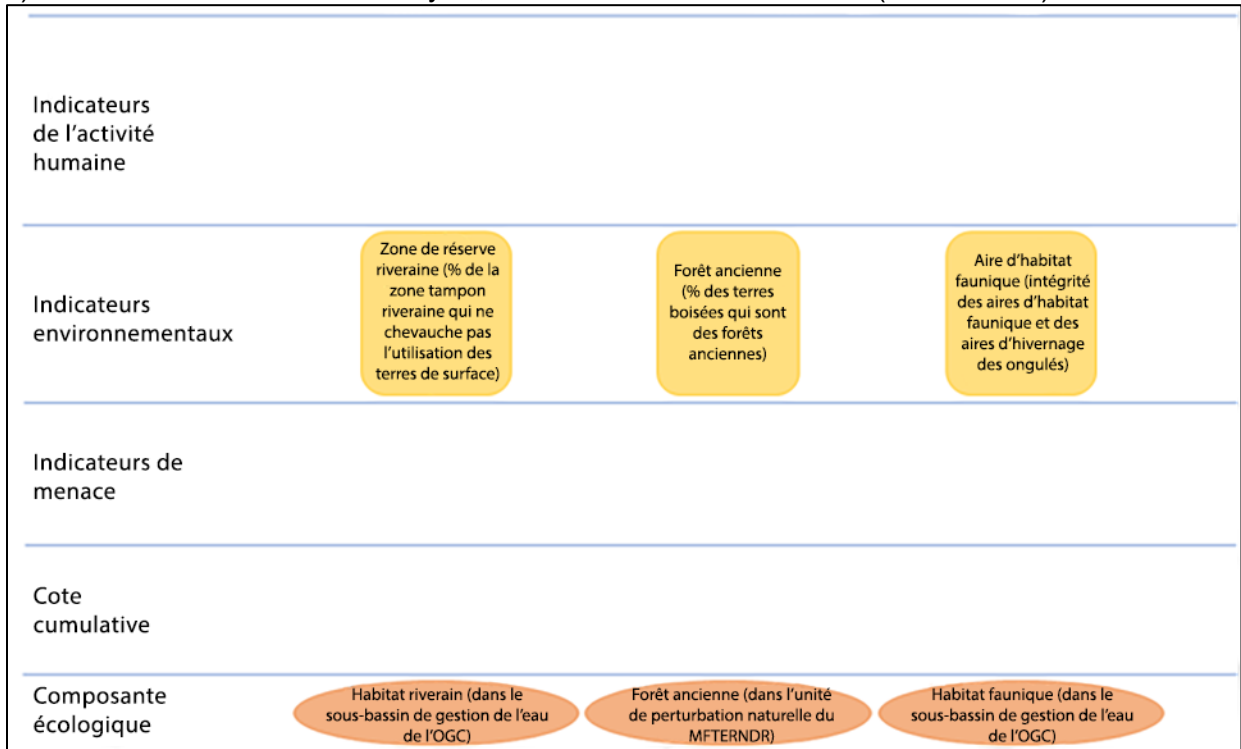 Indicateurs
de l'activité
humaine
Indicateurs
environnementaux
Zone de réserve
riveraine (% de la
zone tampon
riveraine qui ne
chevauche pas
l'utilisation des
terres de surface)
Forêt ancienne
(% des terres
boisées qui sont
des forêts
anciennes)
Aire d'habitat
faunique (intégrité
des aires d'habitat
faunique et des
aires d'hivernage
des ongulés)
Indicateurs de
menace
Cote
cumulative
Composante
écologique
Habitat riverain (dans le
sous-bassin de gestion de l'eau
de l'OGC)
Forêt ancienne (dans l'unité
de perturbation naturelle du
MFTERNDR)
Habitat faunique (dans le
sous-bassin de gestion de l'eau
de l'OGC)